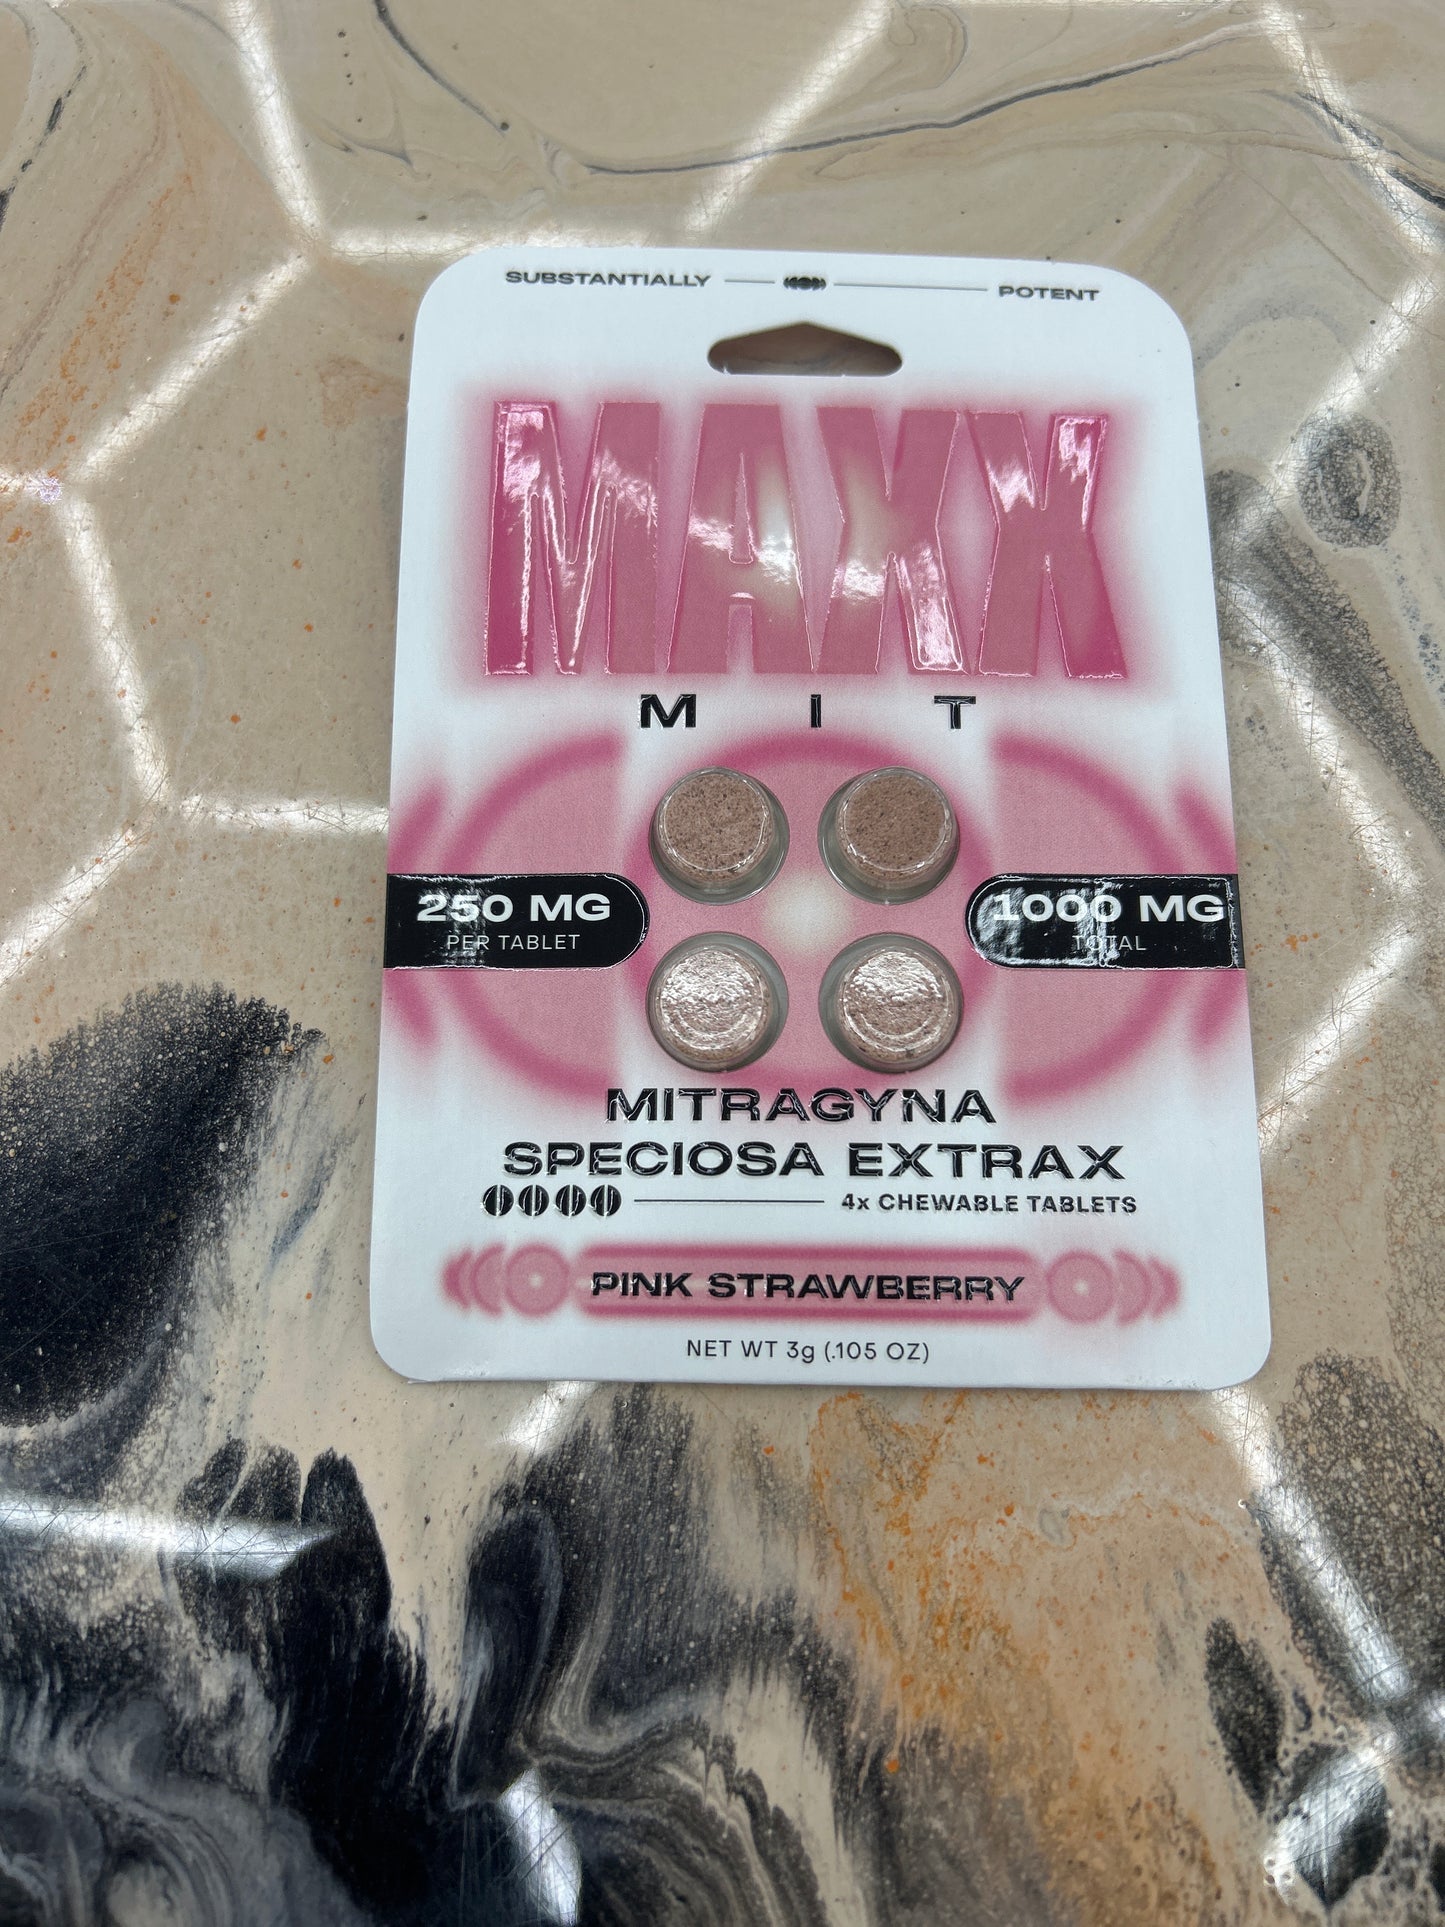 SUBSTANTIALLY POTENT
MAXX
MIT
250 MG 1000 MG
PER TABLET TOTAL
MITRAGYNA
SPECIOSA EXTRAX
4x CHEWABLE TABLETS
PINK STRAWBERRY
NET WT 3g (.105 OZ)